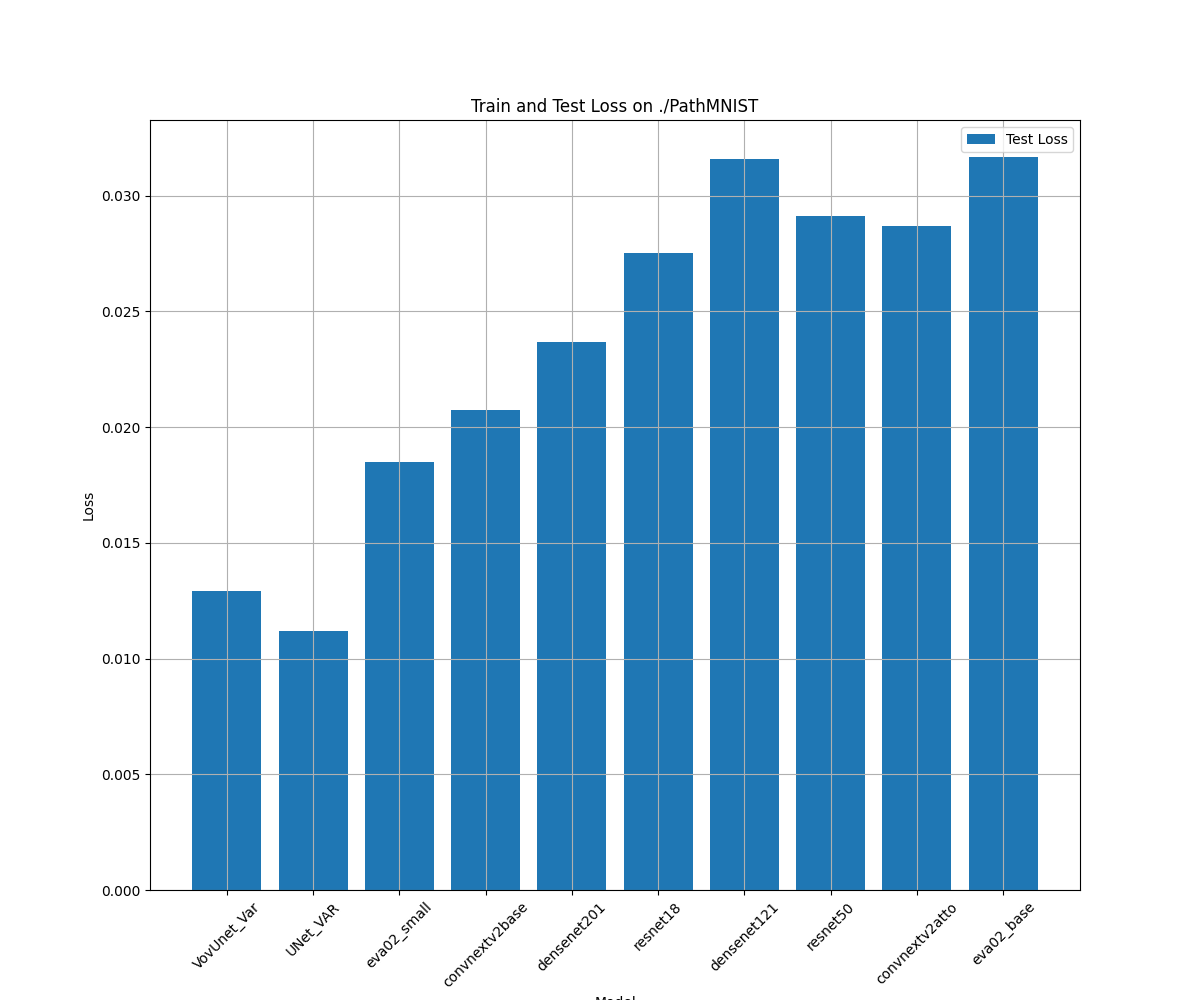 Train and Test Loss on ./PathMNIST
Test Loss
0.030
0.025
0.020
0.015
0.010
0.005
0.000
Loss
VovUnet_Var
UNet_VAR
eva02_small
convnextv2base
densenet201
resnet18
densenet121
resnet50
convnextv2atto
eva02_base
Model